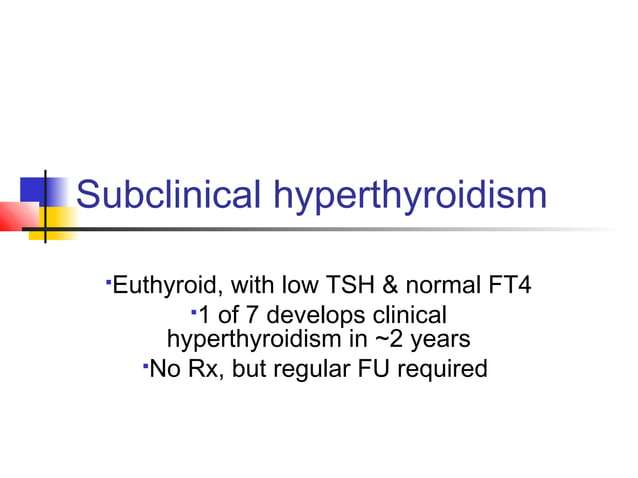 Subclinical hyperthyroidism
▪Euthyroid, with low TSH & normal FT4
▪1 of 7 develops clinical
hyperthyroidism in ~2 years
▪No Rx, but regular FU required